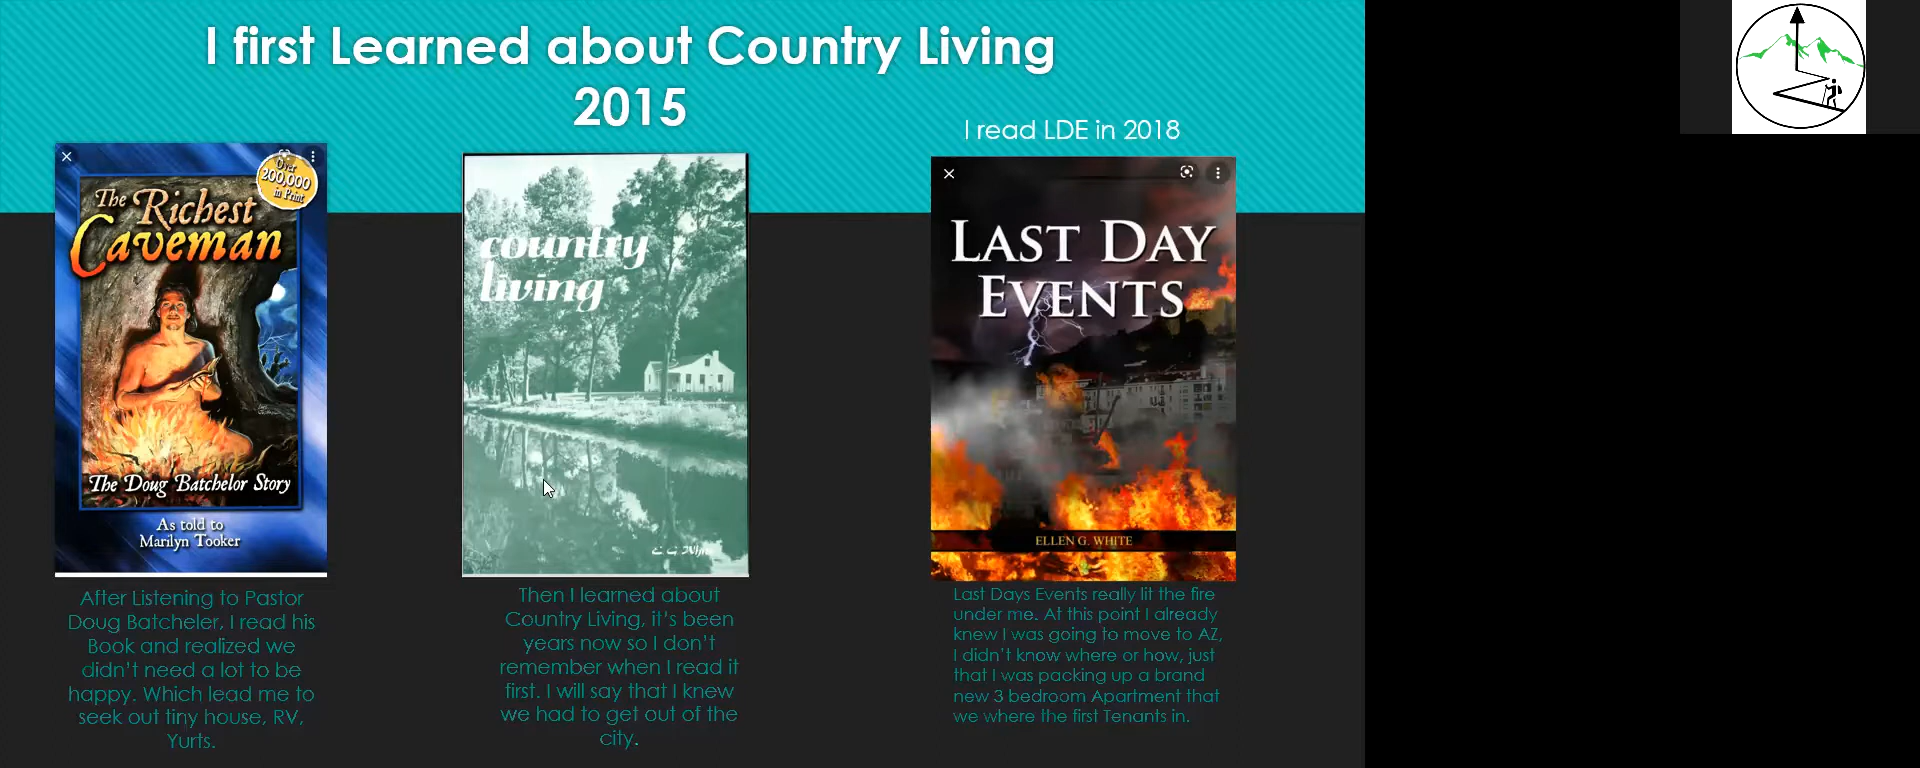 I first Learned about Country Living
2015
I read LDE in 2018
Over
200,000
in Print
The Richest
Caveman
The Doug Batchelor Story
As told to
Marilyn Tooker
After Listening to Pastor
Doug Batcheler, I read his
Book and realized we
didn't need a lot to be
happy. Which lead me to
seek out tiny house, RV,
Yurts.
country
living
E. G. White
Then I learned about
Country Living, it's been
years now so I don't
remember when I read it
first. I will say that I knew
we had to get out of the
city.
LAST DAY
EVENTS
ELLEN G. WHITE
Last Days Events really lit the fire
under me. At this point I already
knew I was going to move to AZ,
I didn't know where or how, just
that I was packing up a brand
new 3 bedroom Apartment that
we where the first Tenants in.